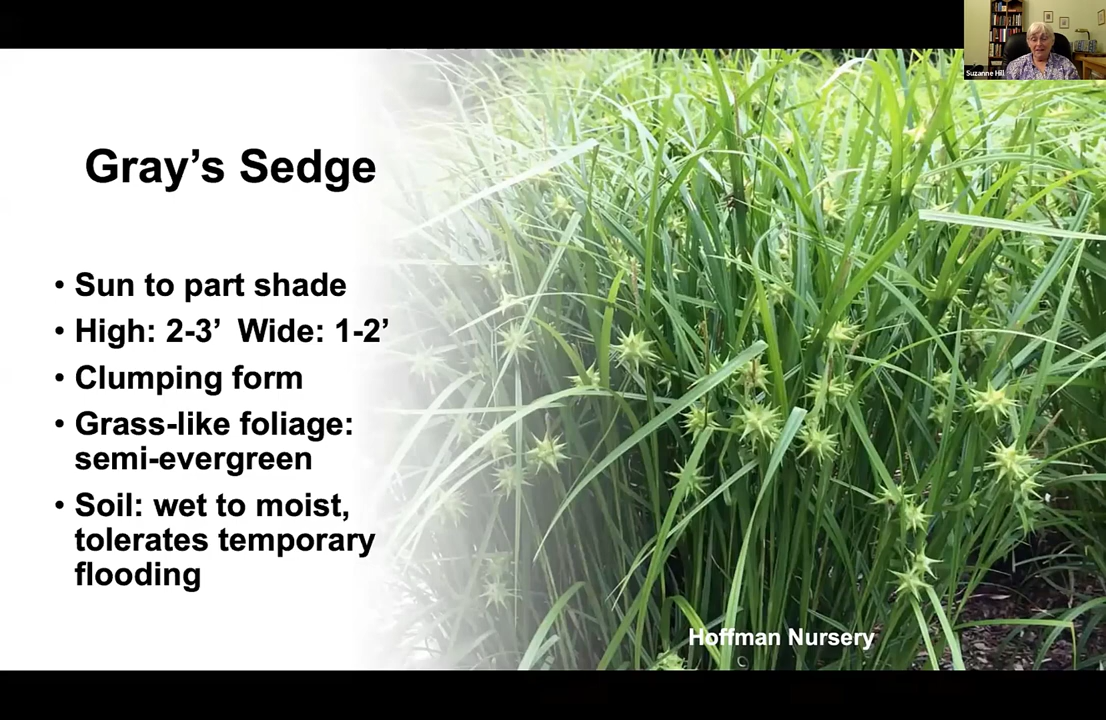 Suzanne Hill
Gray’s Sedge
• Sun to part shade
• High: 2-3’ Wide: 1-2’
• Clumping form
• Grass-like foliage:
semi-evergreen
• Soil: wet to moist,
tolerates temporary
flooding
Hoffman Nursery